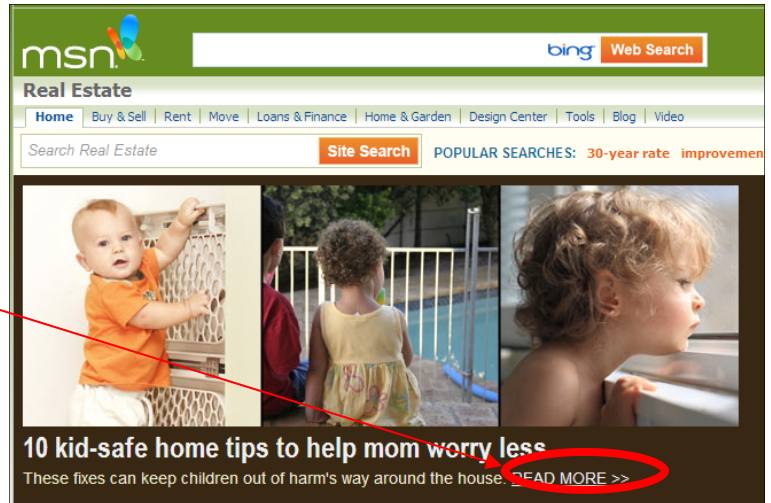 msn
bing Web Search
Real Estate
Home Buy & Sell Rent Move Loans & Finance Home & Garden Design Center Tools Blog Video
Search Real Estate Site Search POPULAR SEARCHES: 30-year rate improvemen
10 kid-safe home tips to help mom worry less
These fixes can keep children out of harm's way around the house. READ MORE >>